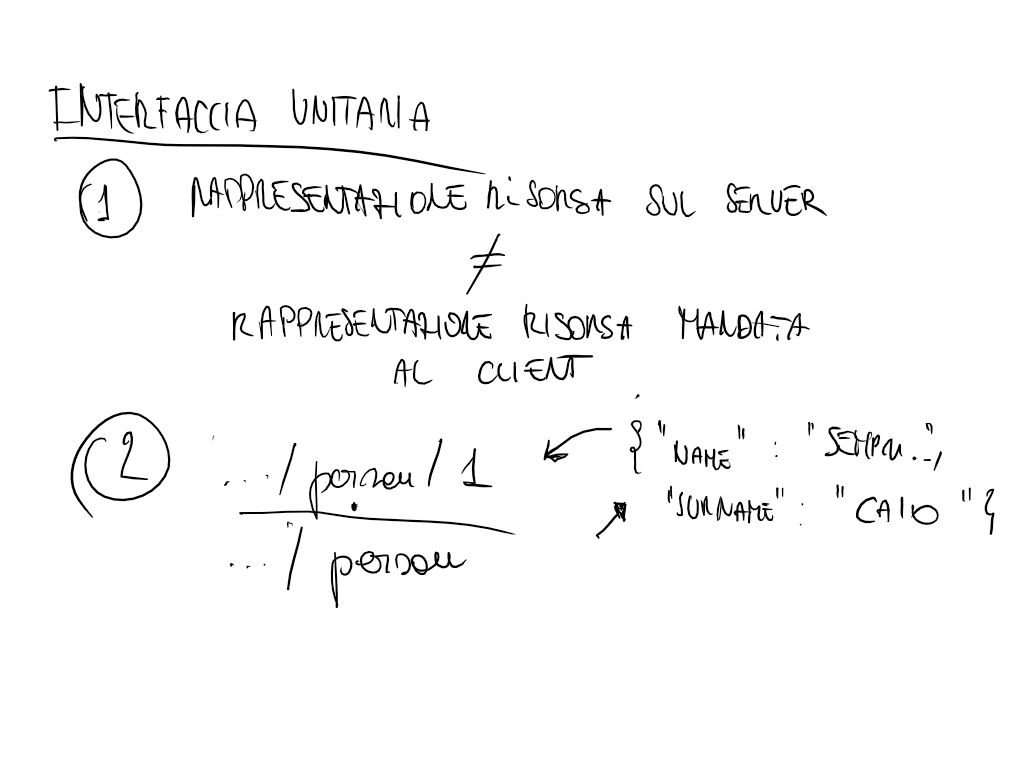 INTERFACCIA UNITARIA
1 RAPPRESENTAZIONE RISORSA SUL SERVER
≠
RAPPRESENTAZIONE RISORSA MANDATA
AL CLIENT
2 .../person/1
{"NAME" : "SEMPR..",
"SURNAME" : "CAIO"}
.../person